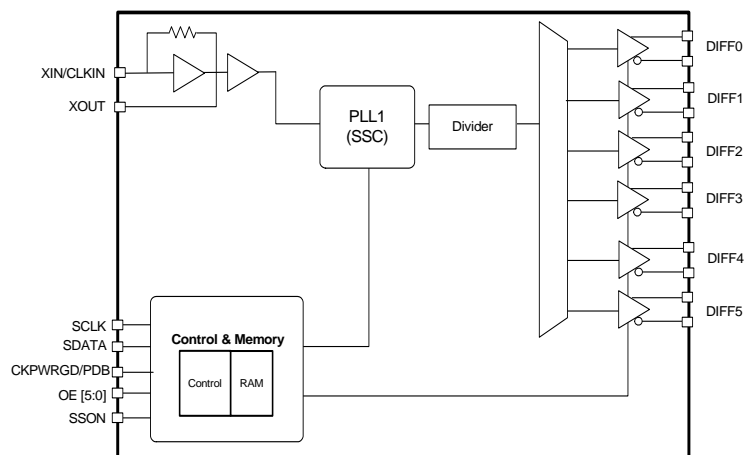 XIN/CLKIN
XOUT
PLL1
(SSC)
Divider
DIFF0
DIFF1
DIFF2
DIFF3
DIFF4
DIFF5
SCLK
SDATA
CKPWRGD/PDB
OE [5:0]
SSON
Control & Memory
Control
RAM